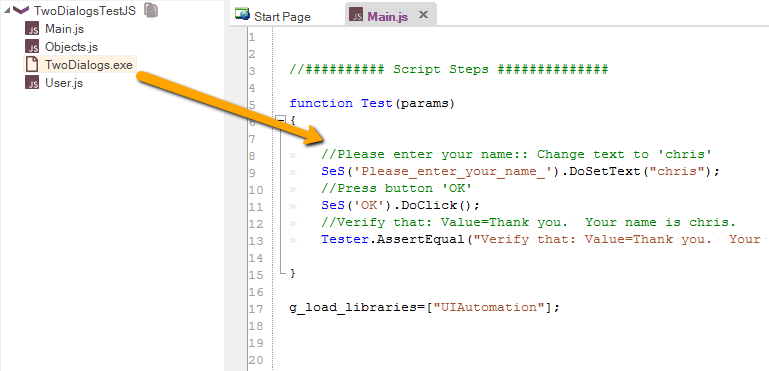 TwoDialogsTestJS
Main.js
Objects.js
TwoDialogs.exe
User.js
Start Page
Main.js
1
2
3 //########## Script Steps ##############
4
5 function Test(params)
6 {
7
8 //Please enter your name:: Change text to 'chris'
9 SeS('Please_enter_your_name_').DoSetText("chris");
10 //Press button 'OK'
11 SeS('OK').DoClick();
12 //Verify that: Value=Thank you.  Your name is chris.
13 Tester.AssertEqual("Verify that: Value=Thank you.  Your
14
15 }
16
17 g_load_libraries=["UIAutomation"];
18
19
20